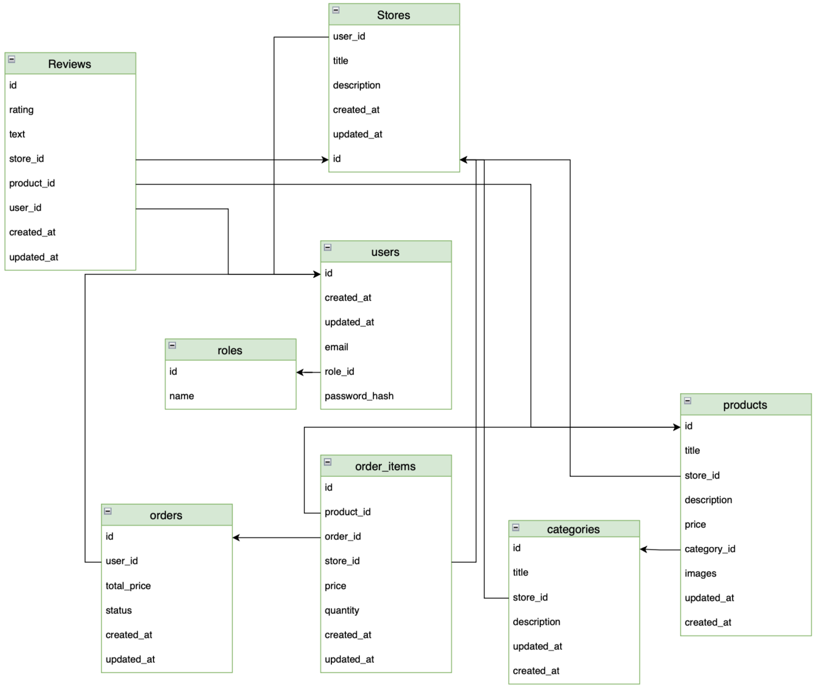 Stores
user_id
title
description
created_at
updated_at
id
Reviews
id
rating
text
store_id
product_id
user_id
created_at
updated_at
users
id
created_at
updated_at
email
role_id
password_hash
roles
id
name
products
id
title
store_id
description
price
category_id
images
updated_at
created_at
order_items
id
product_id
order_id
store_id
price
quantity
created_at
updated_at
orders
id
user_id
total_price
status
created_at
updated_at
categories
id
title
store_id
description
updated_at
created_at